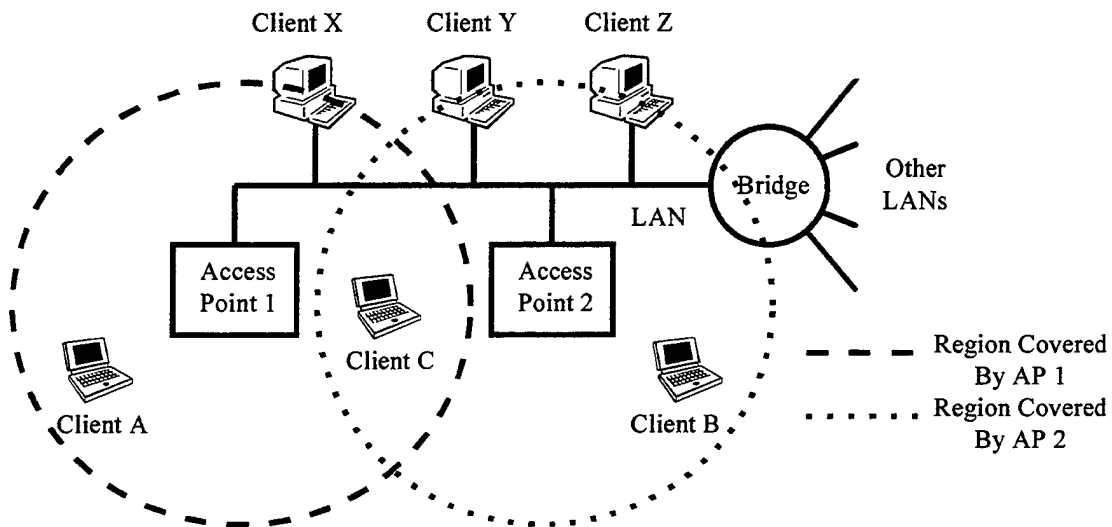 Client X
Client Y
Client Z
Bridge
Other
LANs
LAN
Access
Point 1
Access
Point 2
Client C
Client A
Client B
Region Covered
By AP 1
Region Covered
By AP 2